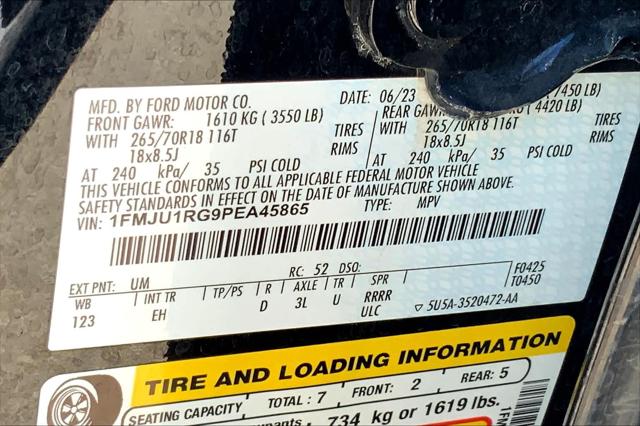 MFD. BY FORD MOTOR CO.
DATE: 06/23
7450 LB)
FRONT GAWR: 1610 KG ( 3550 LB)
REAR GAWR: KG ( 4420 LB)
WITH 265/70R18 116T TIRES
WITH 265/70R18 116T TIRES
18x8.5J RIMS
18x8.5J RIMS
AT 240 kPa/ 35 PSI COLD
AT 240 kPa/ 35 PSI COLD
THIS VEHICLE CONFORMS TO ALL APPLICABLE FEDERAL MOTOR VEHICLE
SAFETY STANDARDS IN EFFECT ON THE DATE OF MANUFACTURE SHOWN ABOVE.
VIN: 1FMJU1RG9PEA45865 TYPE: MPV
EXT PNT: UM RC: 52 DSO:
WB INT TR TP/PS R AXLE TR SPR F0425
123 EH D 3L U RRRR T0450
ULC ▽ 5U5A-3520472-AA
TIRE AND LOADING INFORMATION
SEATING CAPACITY TOTAL : 7 FRONT: 2 REAR: 5
734 kg or 1619 lbs.